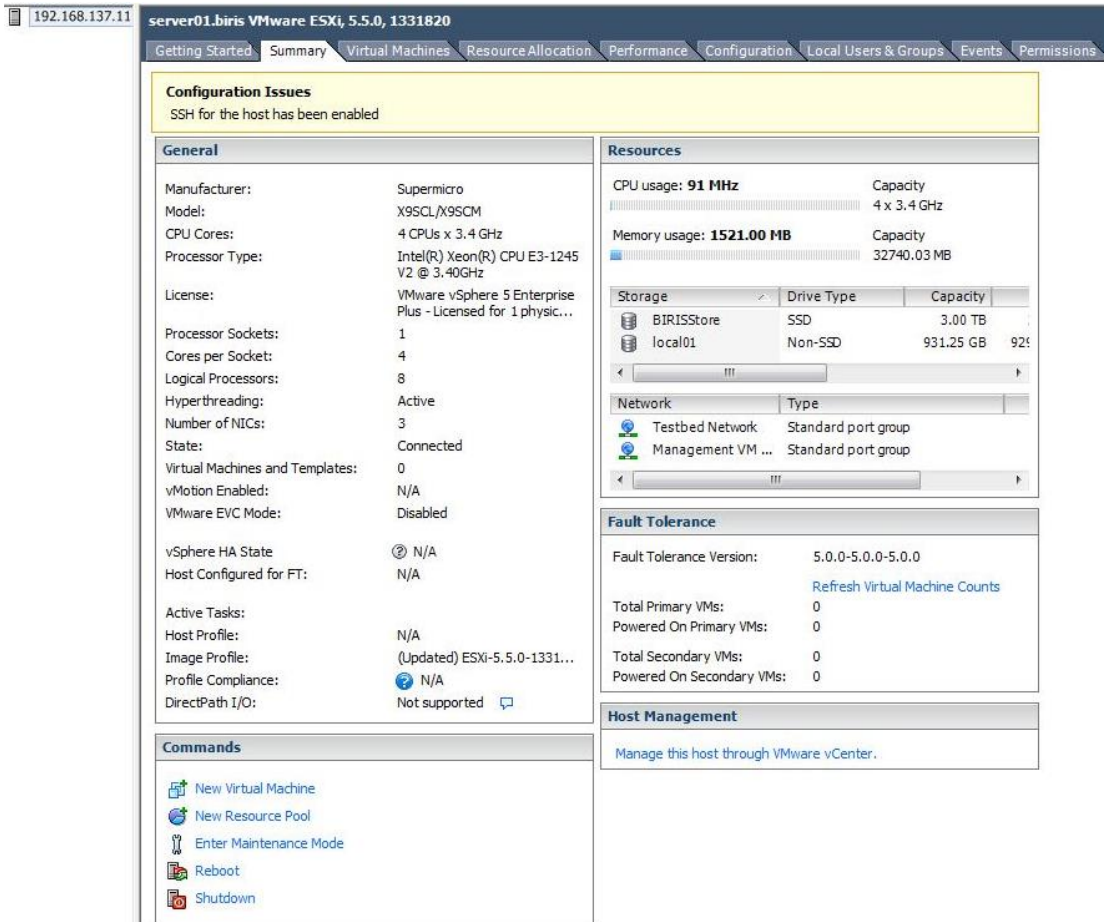 192.168.137.11
server01.biris VMware ESXi, 5.5.0, 1331820
Getting Started Summary Virtual Machines Resource Allocation Performance Configuration Local Users & Groups Events Permissions
Configuration Issues
SSH for the host has been enabled
General
Manufacturer: Supermicro
Model: X9SCL/X9SCM
CPU Cores: 4 CPUs x 3.4 GHz
Processor Type: Intel(R) Xeon(R) CPU E3-1245
V2 @ 3.40GHz
License: VMware vSphere 5 Enterprise
Plus - Licensed for 1 physic...
Processor Sockets: 1
Cores per Socket: 4
Logical Processors: 8
Hyperthreading: Active
Number of NICs: 3
State: Connected
Virtual Machines and Templates: 0
vMotion Enabled: N/A
VMware EVC Mode: Disabled
vSphere HA State N/A
Host Configured for FT: N/A
Active Tasks:
Host Profile: N/A
Image Profile: (Updated) ESXi-5.5.0-1331...
Profile Compliance: N/A
DirectPath I/O: Not supported
Commands
New Virtual Machine
New Resource Pool
Enter Maintenance Mode
Reboot
Shutdown
Resources
CPU usage: 91 MHz Capacity
4 x 3.4 GHz
Memory usage: 1521.00 MB Capacity
32740.03 MB
Storage Drive Type Capacity
BIRISStore SSD 3.00 TB
local01 Non-SSD 931.25 GB 929
Network Type
Testbed Network Standard port group
Management VM ... Standard port group
Fault Tolerance
Fault Tolerance Version: 5.0.0-5.0.0-5.0.0
Refresh Virtual Machine Counts
Total Primary VMs: 0
Powered On Primary VMs: 0
Total Secondary VMs: 0
Powered On Secondary VMs: 0
Host Management
Manage this host through VMware vCenter.